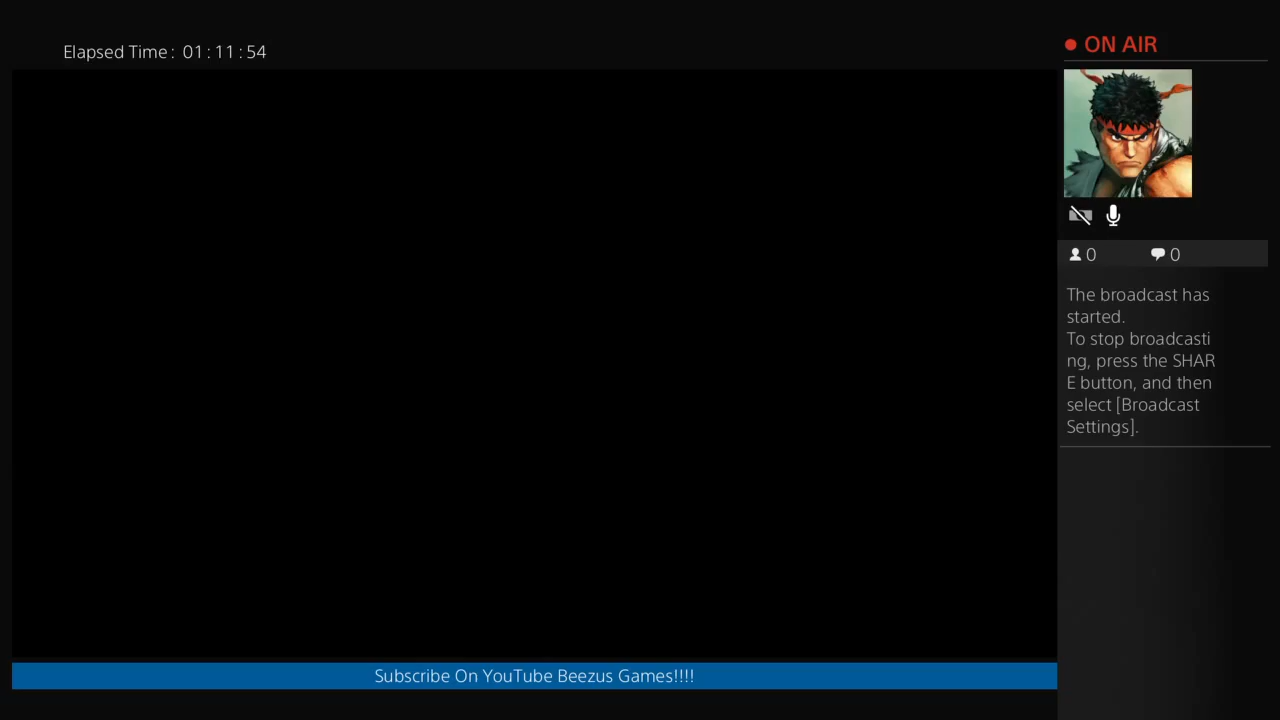 Elapsed Time: 01:11:54
ON AIR
0
0
The broadcast has
started.
To stop broadcasti
ng, press the SHAR
E button, and then
select [Broadcast
Settings].
Subscribe On YouTube Beezus Games!!!!